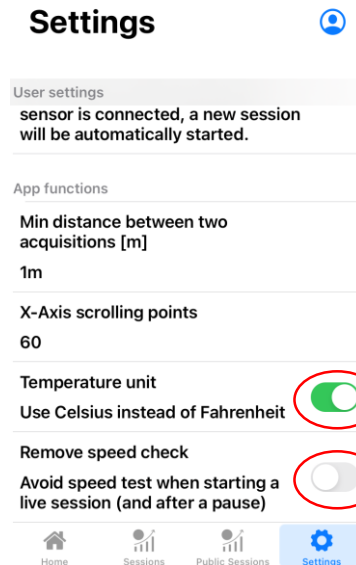 Settings
User settings
sensor is connected, a new session
will be automatically started.
App functions
Min distance between two
acquisitions [m]
1m
X-Axis scrolling points
60
Temperature unit
Use Celsius instead of Fahrenheit
Remove speed check
Avoid speed test when starting a
live session (and after a pause)
Home Sessions Public Sessions Settings